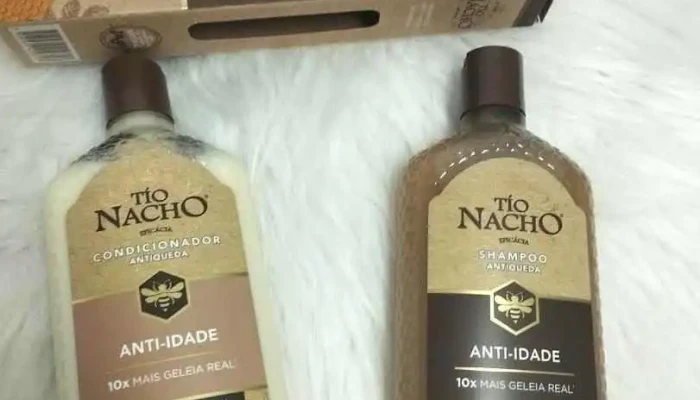 TÍO
NACHO
EFICÁCIA
CONDICIONADOR
ANTIQUEDA
ANTI-IDADE
10x MAIS GELEIA REAL
TÍO
NACHO
EFICÁCIA
SHAMPOO
ANTIQUEDA
ANTI-IDADE
10x MAIS GELEIA REAL